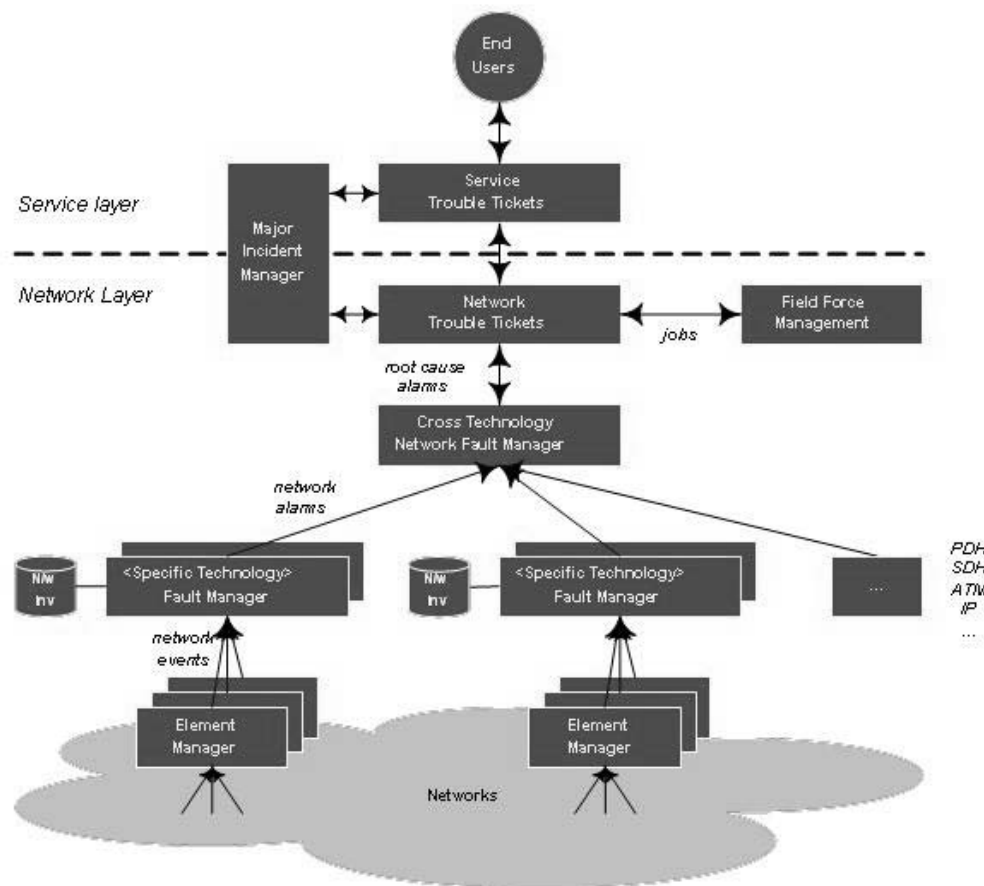 End
Users
Service
Trouble Tickets
Service layer
Major
Incident
Manager
Network Layer
Network
Trouble Tickets
Field Force
Management
jobs
root cause
alarms
Cross Technology
Network Fault Manager
network
alarms
N/w
Inv
<Specific Technology>
Fault Manager
N/w
Inv
<Specific Technology>
Fault Manager
...
PDH
SDH
ATM
IP
...
network
events
Element
Manager
Element
Manager
Networks